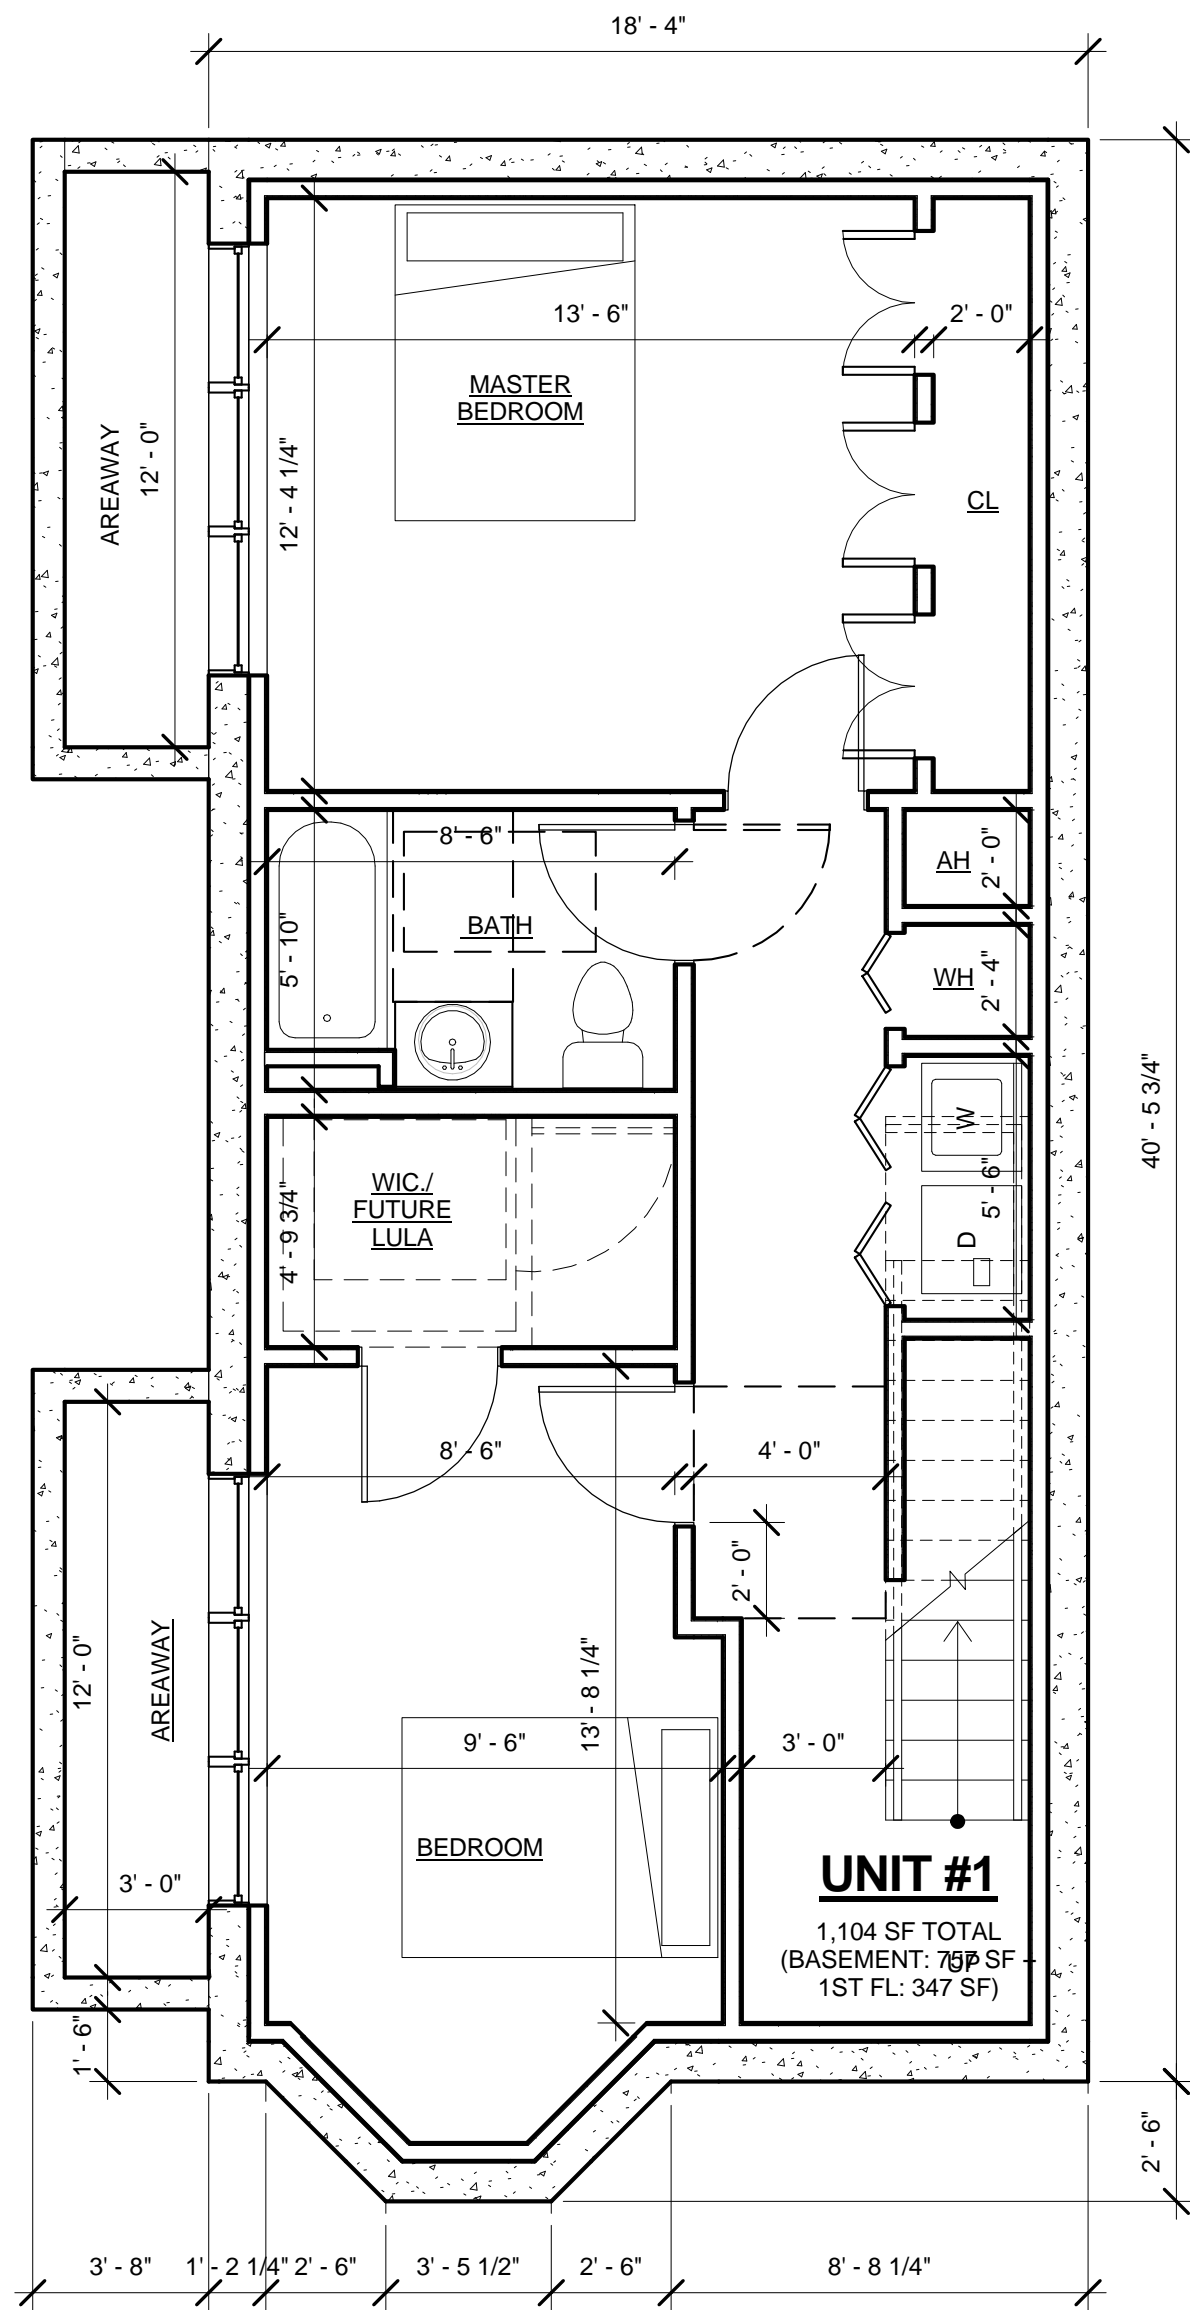 18' - 4"
13' - 6"
2' - 0"
MASTER
BEDROOM
AREAWAY
12' - 0"
12' - 4 1/4"
CL
8' - 6"
AH
2' - 0"
BATH
5' - 10"
WH
2' - 4"
40' - 5 3/4"
W
5' - 6"
D
WIC./
FUTURE
LULA
4' - 9 3/4"
8' - 6"
4' - 0"
2' - 0"
AREAWAY
12' - 0"
13' - 8 1/4"
9' - 6"
3' - 0"
BEDROOM
3' - 0"
UNIT #1
1,104 SF TOTAL
(BASEMENT: 757 SF +
UP
1ST FL: 347 SF)
1' - 6"
2' - 6"
3' - 8"
1' - 2 1/4"
2' - 6"
3' - 5 1/2"
2' - 6"
8' - 8 1/4"